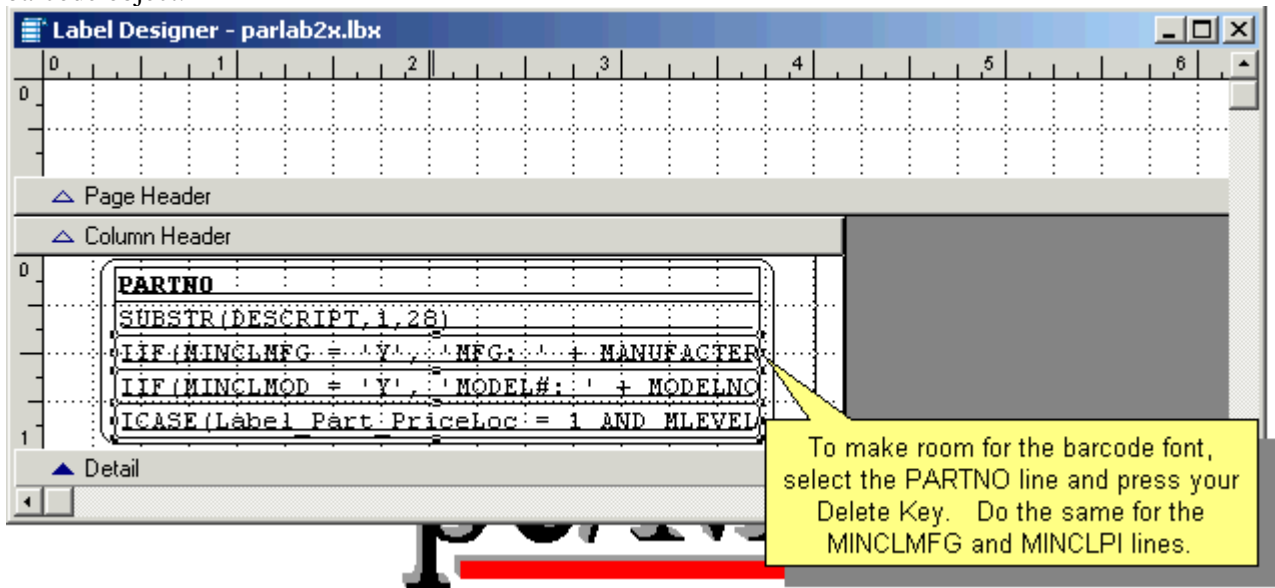 Label Designer - parlab2x.lbx
0 1 2 3 4 5 6
0
Page Header
Column Header
0
PARTNO
SUBSTR(DESCRIPT,1,28)
IIF(MINCLMFG = 'Y', 'MFG: ' + MANUFACTER
IIF(MINCLMOD = 'Y', 'MODEL#: ' + MODELNO
ICASE(Label_Part_PriceLoc = 1 AND MLEVEL
1
Detail
To make room for the barcode font,
select the PARTNO line and press your
Delete Key. Do the same for the
MINCLMFG and MINCLPI lines.